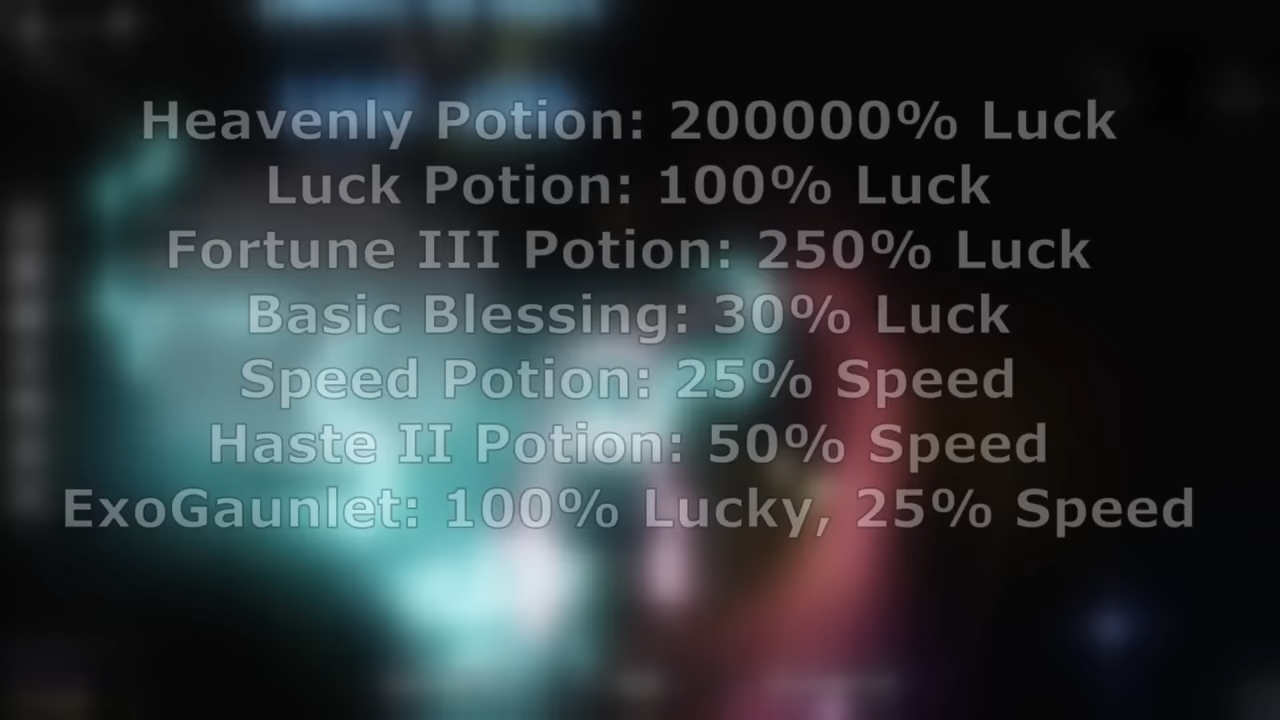 Heavenly Potion: 200000% Luck
Luck Potion: 100% Luck
Fortune III Potion: 250% Luck
Basic Blessing: 30% Luck
Speed Potion: 25% Speed
Haste II Potion: 50% Speed
ExoGaunlet: 100% Lucky, 25% Speed